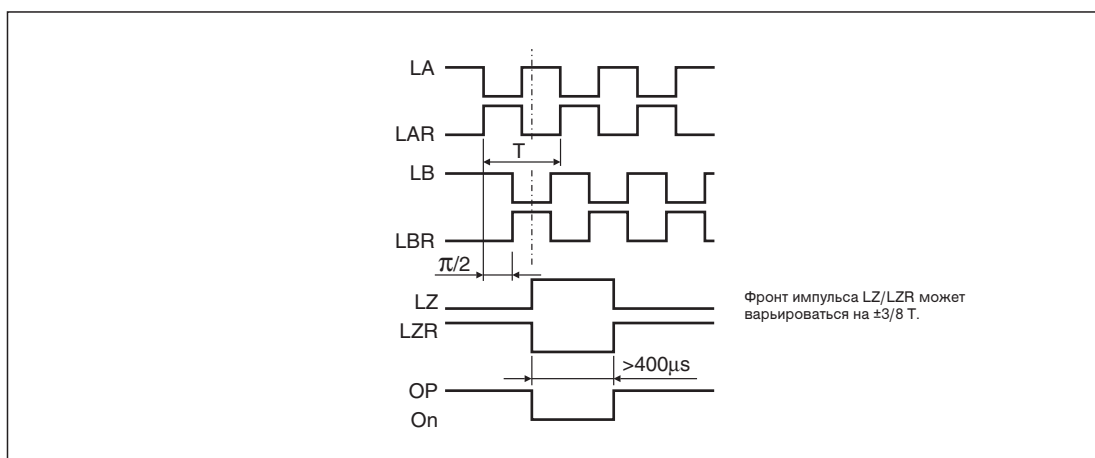 LA
LAR
T
LB
LBR
π/2
LZ
LZR
Фронт импульса LZ/LZR может
варьироваться на ±3/8 T.
>400µs
OP
On